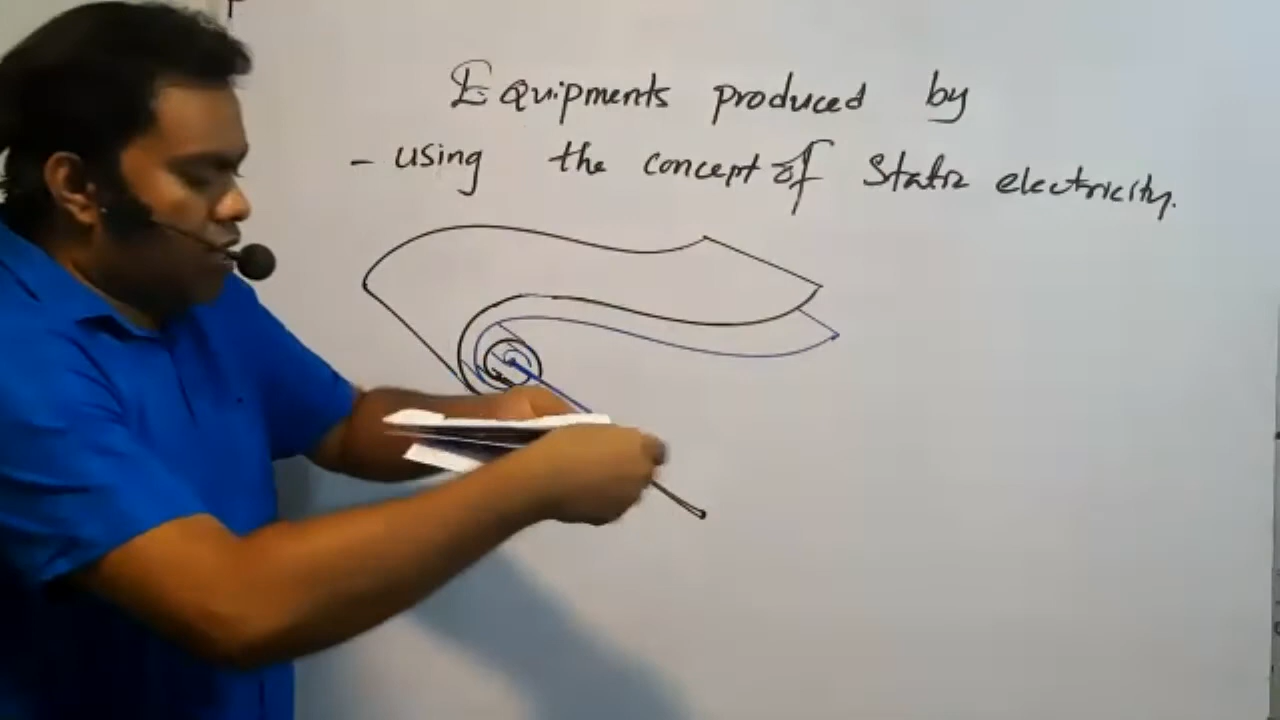 Equipments produced by
- using the concept of Static electricity.